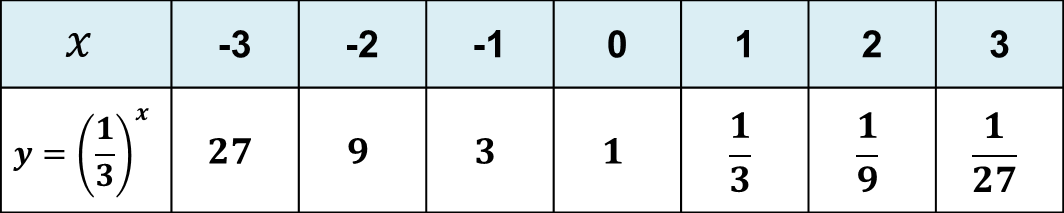 x -3 -2 -1 0 1 2 3
y = (1/3)^x 27 9 3 1 1/3 1/9 1/27